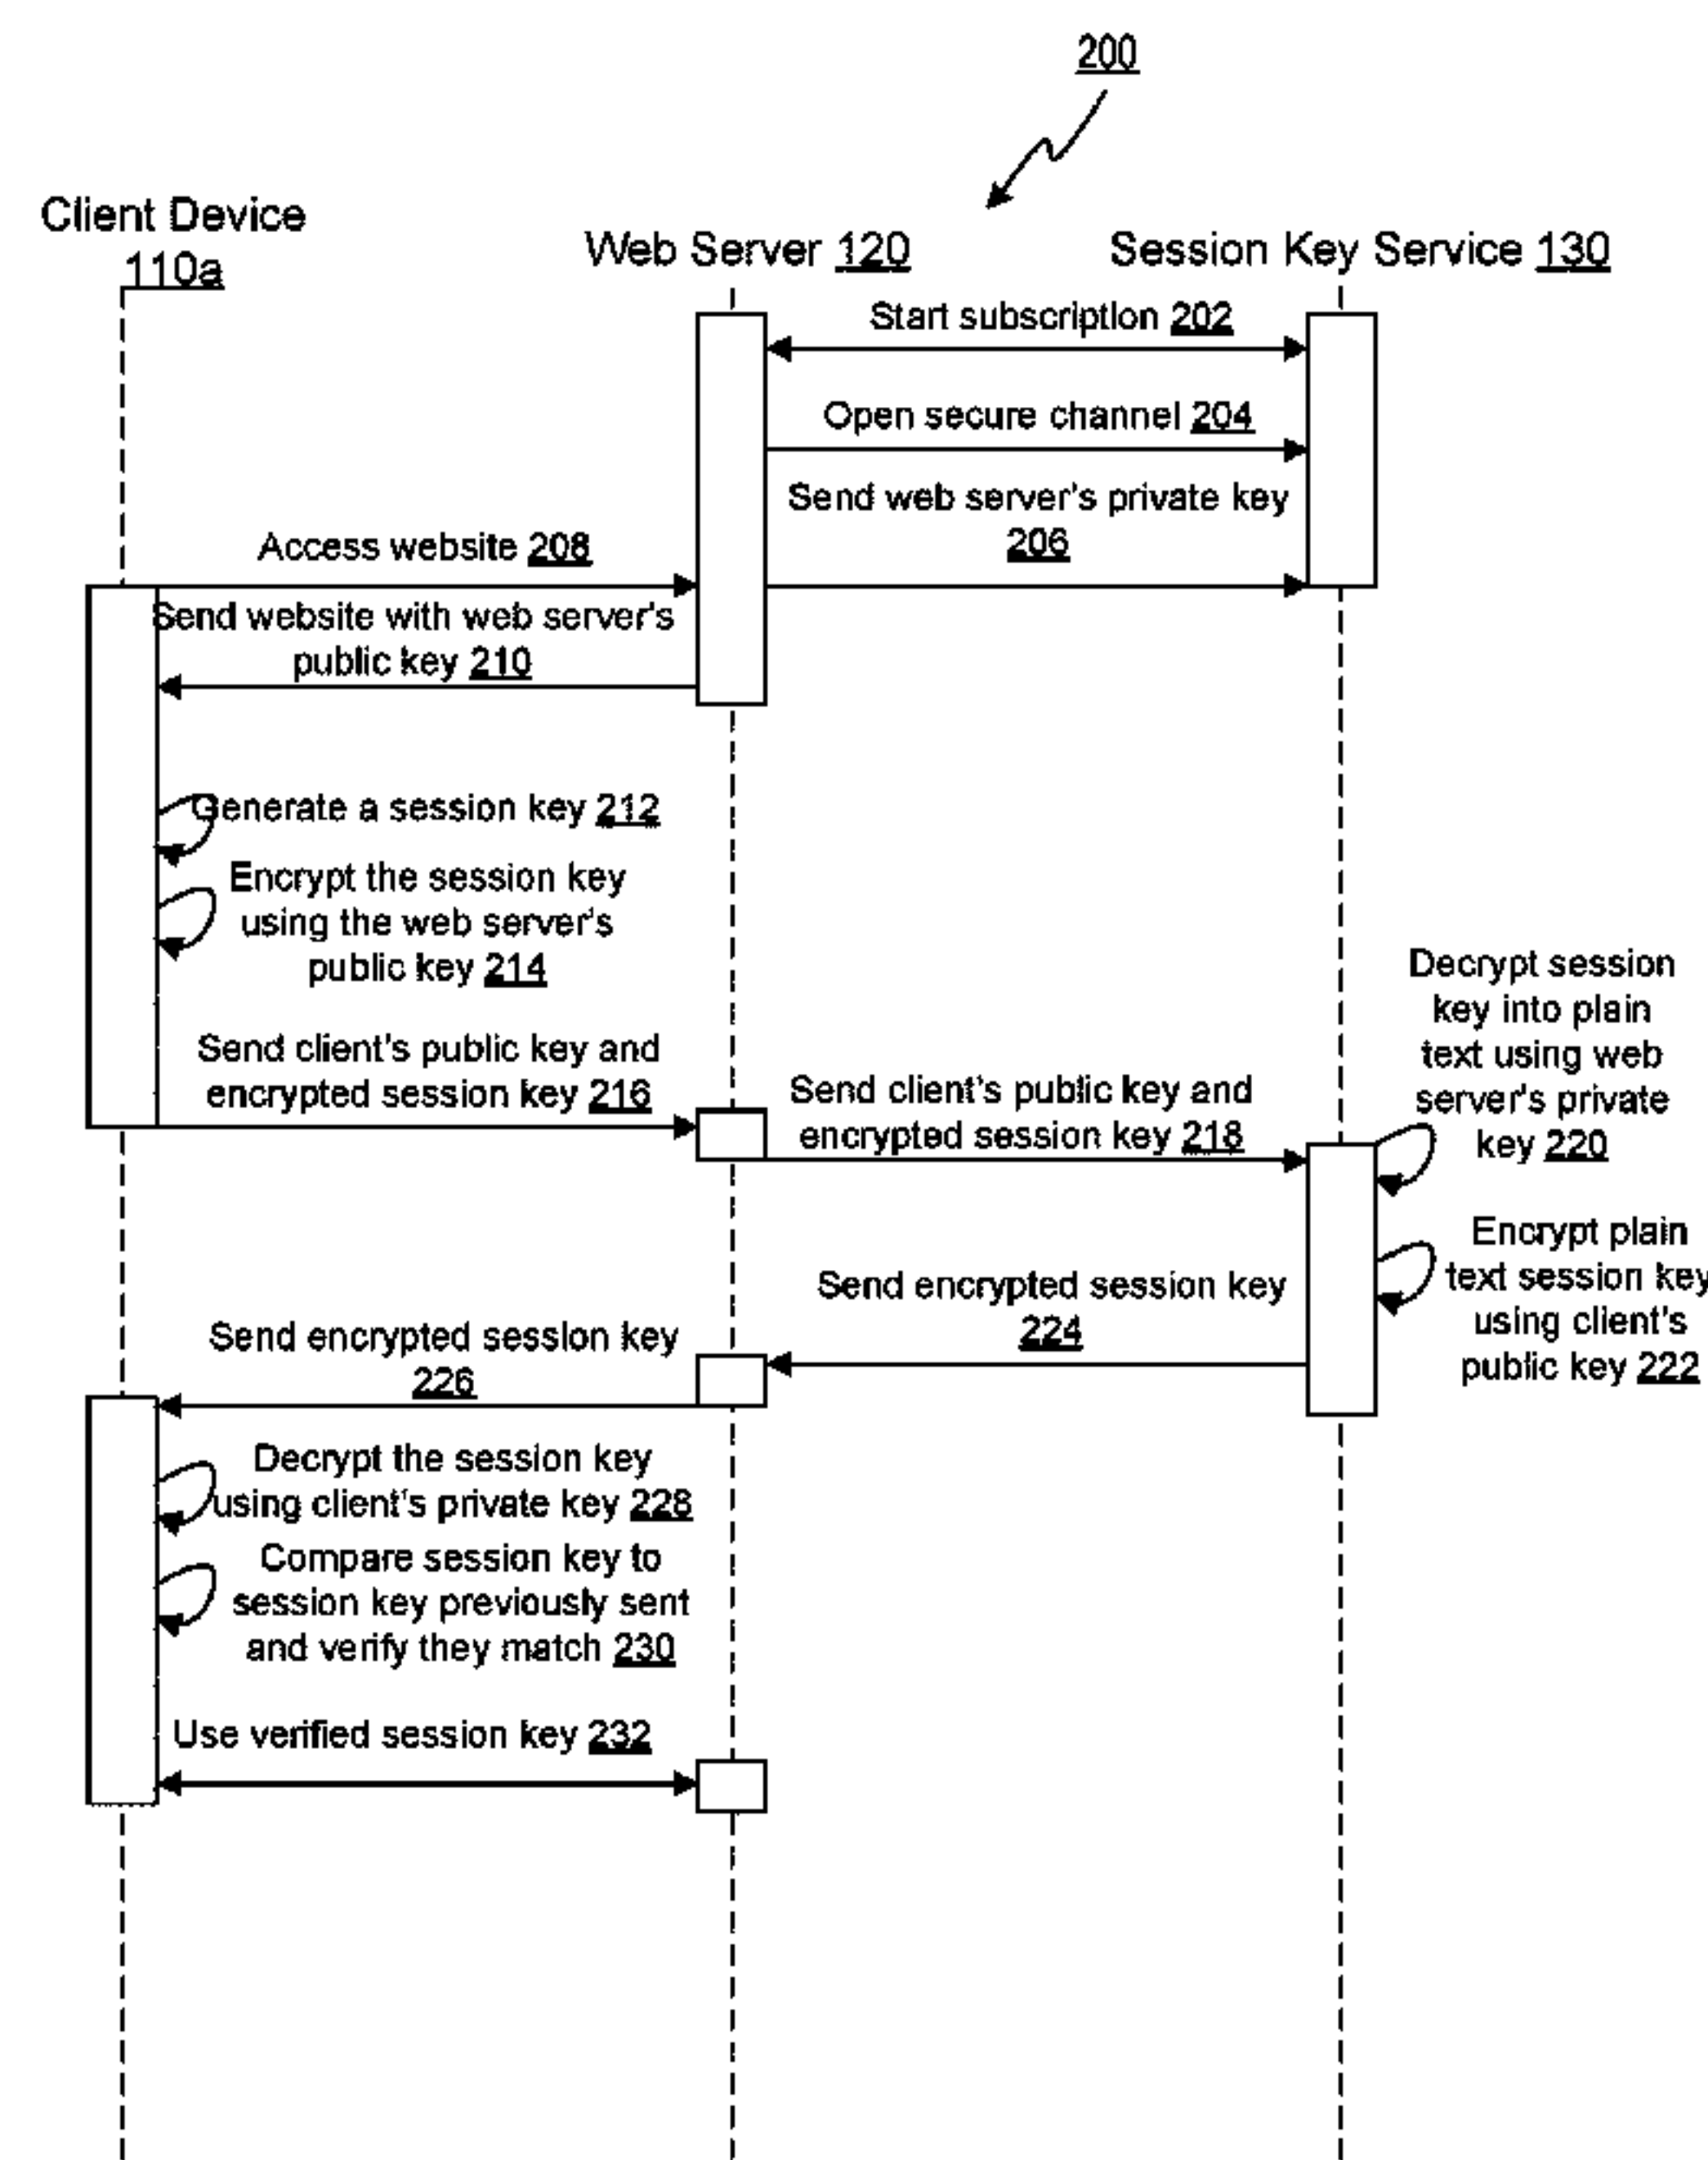 200
Client Device
110a
Web Server 120
Session Key Service 130
Start subscription 202
Open secure channel 204
Send web server's private key
206
Access website 208
Send website with web server's
public key 210
Generate a session key 212
Encrypt the session key
using the web server's
public key 214
Send client's public key and
encrypted session key 216
Send client's public key and
encrypted session key 218
Decrypt session
key into plain
text using web
server's private
key 220
Encrypt plain
text session key
using client's
public key 222
Send encrypted session key
224
Send encrypted session key
226
Decrypt the session key
using client's private key 228
Compare session key to
session key previously sent
and verify they match 230
Use verified session key 232